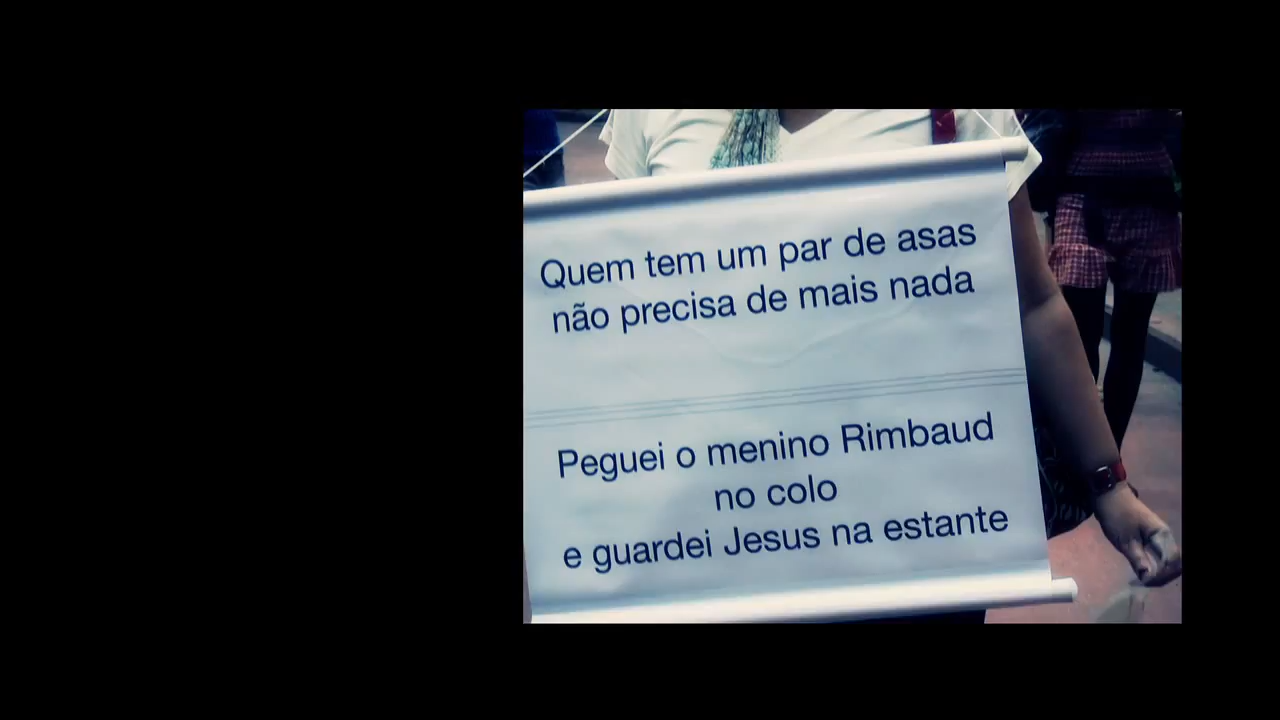 Quem tem um par de asas
não precisa de mais nada
Peguei o menino Rimbaud
no colo
e guardei Jesus na estante